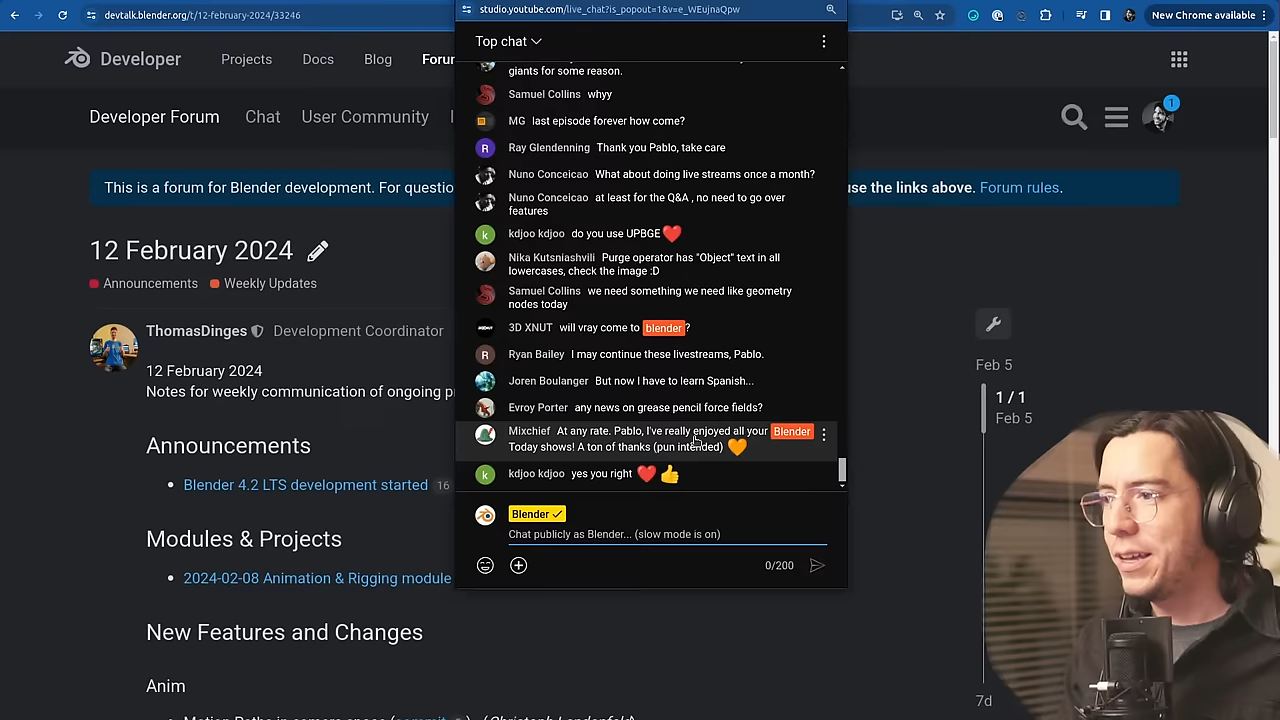 devtalk.blender.org/t/12-february-2024/33246
studio.youtube.com/live_chat?is_popout=1&v=e_WEujnaQpw
New Chrome available
Developer
Projects
Docs
Blog
Top chat
giants for some reason.
Samuel Collins whyy
MG last episode forever how come?
Ray Glendenning Thank you Pablo, take care
Nuno Conceicao What about doing live streams once a month?
Nuno Conceicao at least for the Q&A , no need to go over
features
kdjoo kdjoo do you use UPBGE❤️
Nika Kutsniashvili Purge operator has "Object" text in all
lowercases, check the image :D
Samuel Collins we need something we need like geometry
nodes today
3D XNUT will vray come to blender?
Ryan Bailey I may continue these livestreams, Pablo.
Joren Boulanger But now I have to learn Spanish...
Evroy Porter any news on grease pencil force fields?
Mixchief At any rate. Pablo, I've really enjoyed all your Blender
Today shows! A ton of thanks (pun intended) 🧡
kdjoo kdjoo yes you right ❤️👍
Blender
Chat publicly as Blender... (slow mode is on)
0/200
Developer Forum
Chat
User Community
1
This is a forum for Blender development. For questio
use the links above. Forum rules.
12 February 2024
Announcements
Weekly Updates
ThomasDinges Development Coordinator
12 February 2024
Notes for weekly communication of ongoing p
Announcements
Blender 4.2 LTS development started 16
Modules & Projects
2024-02-08 Animation & Rigging module
New Features and Changes
Anim
Feb 5
1 / 1
Feb 5
7d
R
k
R
k